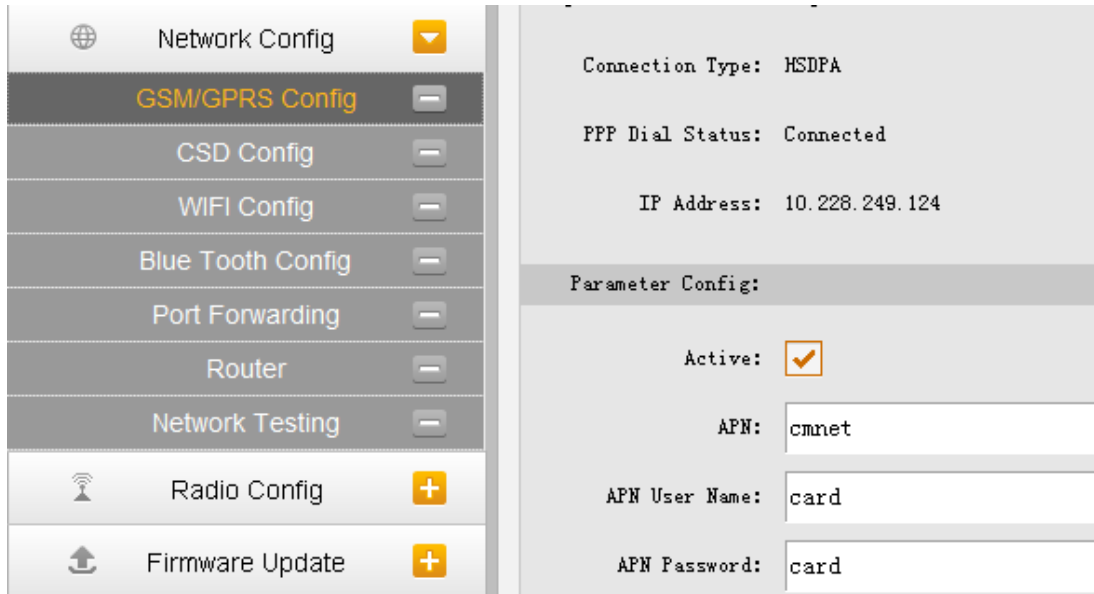 Network Config
GSM/GPRS Config
CSD Config
WIFI Config
Blue Tooth Config
Port Forwarding
Router
Network Testing
Radio Config
Firmware Update
Connection Type: HSDPA
PPP Dial Status: Connected
IP Address: 10.228.249.124
Parameter Config:
Active:
APN: cmnet
APN User Name: card
APN Password: card